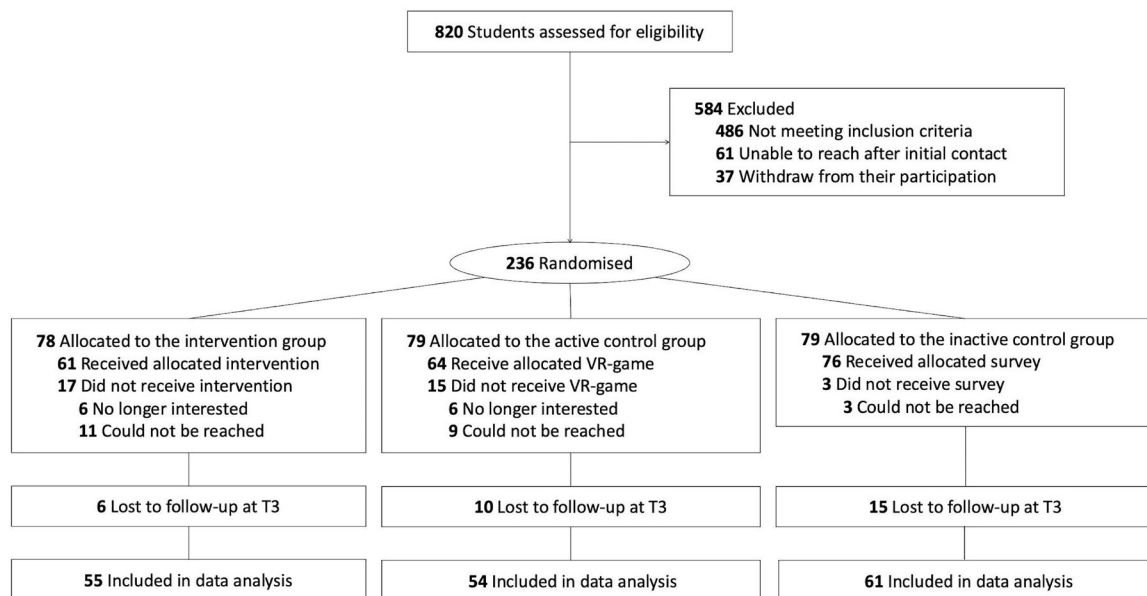 820 Students assessed for eligibility
584 Excluded
486 Not meeting inclusion criteria
61 Unable to reach after initial contact
37 Withdraw from their participation
236 Randomised
78 Allocated to the intervention group
61 Received allocated intervention
17 Did not receive intervention
6 No longer interested
11 Could not be reached
79 Allocated to the active control group
64 Receive allocated VR-game
15 Did not receive VR-game
6 No longer interested
9 Could not be reached
79 Allocated to the inactive control group
76 Received allocated survey
3 Did not receive survey
3 Could not be reached
6 Lost to follow-up at T3
10 Lost to follow-up at T3
15 Lost to follow-up at T3
55 Included in data analysis
54 Included in data analysis
61 Included in data analysis